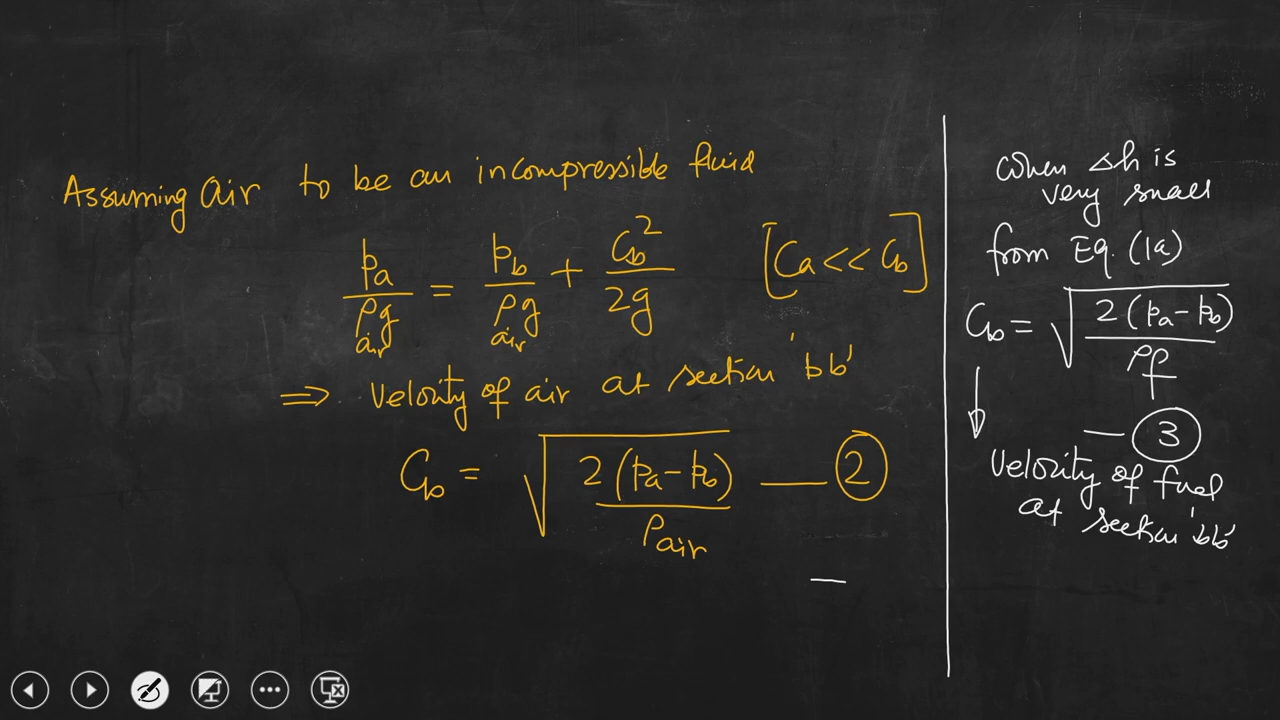 Assuming air to be an incompressible fluid
pa/ρair g = pb/ρair g + Cb²/2g [Ca << Cb]
⇒ Velocity of air at section 'bb'
Cb = √(2(pa-pb)/ρair) — 2
When Δh is
very small
from Eq. (1a)
Cb = √(2(pa-pb)/ρf)
↓ — 3
Velocity of fuel
at section 'bb'